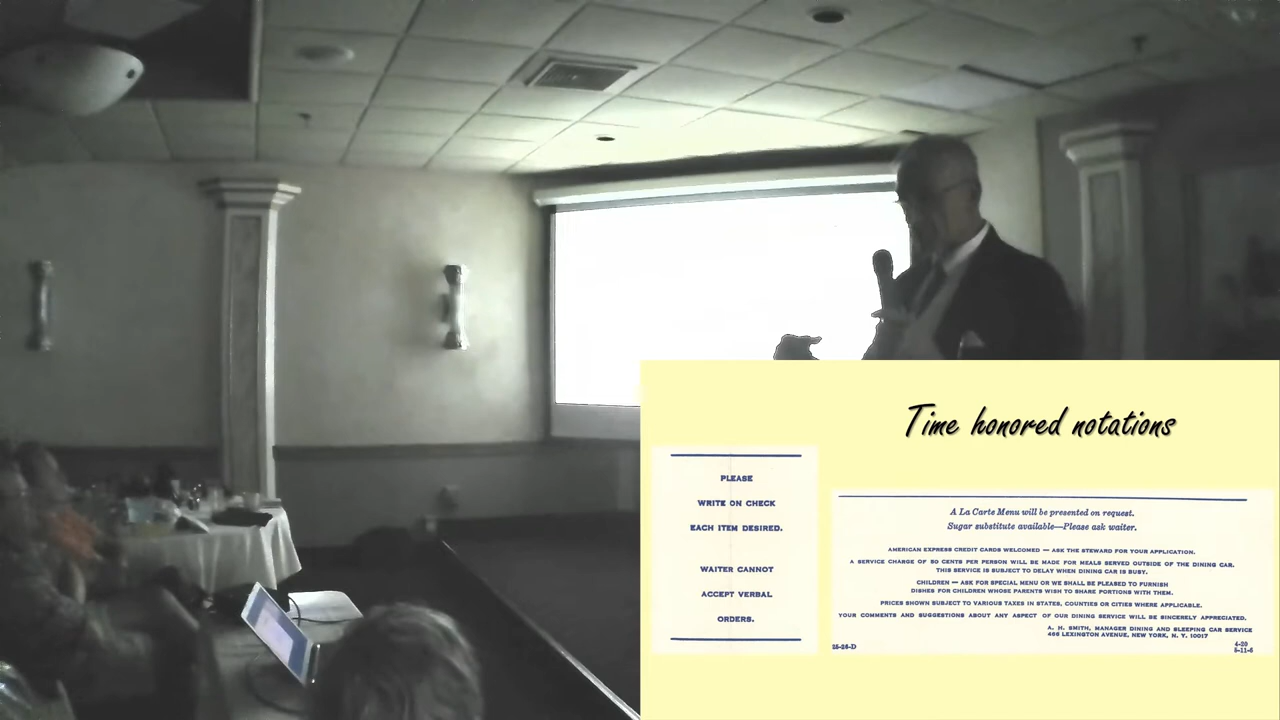 Time honored notations
PLEASE
WRITE ON CHECK
EACH ITEM DESIRED.
WAITER CANNOT
ACCEPT VERBAL
ORDERS.
A La Carte Menu will be presented on request.
Sugar substitute available—Please ask waiter.
AMERICAN EXPRESS CREDIT CARDS WELCOMED — ASK THE STEWARD FOR YOUR APPLICATION.
A SERVICE CHARGE OF 50 CENTS PER PERSON WILL BE MADE FOR MEALS SERVED OUTSIDE OF THE DINING CAR.
THIS SERVICE IS SUBJECT TO DELAY WHEN DINING CAR IS BUSY.
CHILDREN — ASK FOR SPECIAL MENU OR WE SHALL BE PLEASED TO FURNISH
DISHES FOR CHILDREN WHOSE PARENTS WISH TO SHARE PORTIONS WITH THEM.
PRICES SHOWN SUBJECT TO VARIOUS TAXES IN STATES, COUNTIES OR CITIES WHERE APPLICABLE.
YOUR COMMENTS AND SUGGESTIONS ABOUT ANY ASPECT OF OUR DINING SERVICE WILL BE SINCERELY APPRECIATED.
A. H. SMITH, MANAGER DINING AND SLEEPING CAR SERVICE
466 LEXINGTON AVENUE, NEW YORK, N. Y. 10017
25-26-D